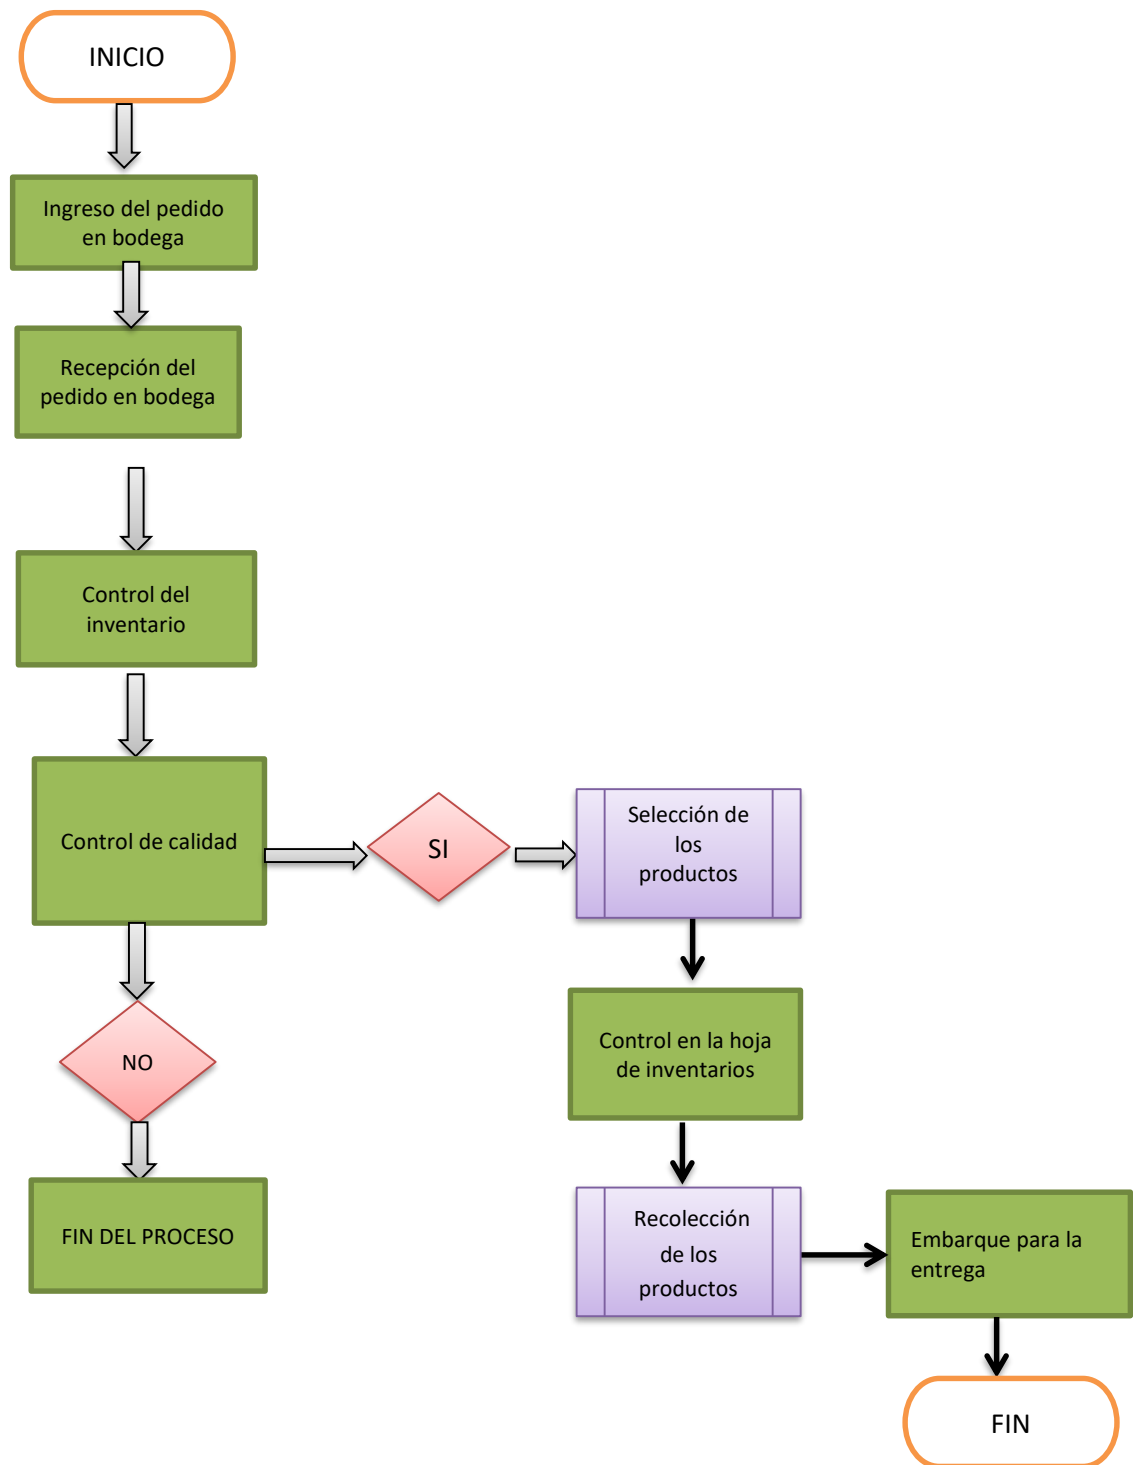 INICIO
Ingreso del pedido
en bodega
Recepción del
pedido en bodega
Control del
inventario
Control de calidad
SI
Selección de
los
productos
NO
Control en la hoja
de inventarios
FIN DEL PROCESO
Recolección
de los
productos
Embarque para la
entrega
FIN